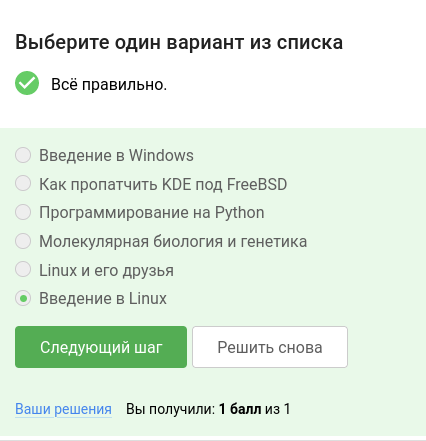 Выберите один вариант из списка
Всё правильно.
Введение в Windows
Как пропатчить KDE под FreeBSD
Программирование на Python
Молекулярная биология и генетика
Linux и его друзья
Введение в Linux
Следующий шаг
Решить снова
Ваши решения Вы получили: 1 балл из 1